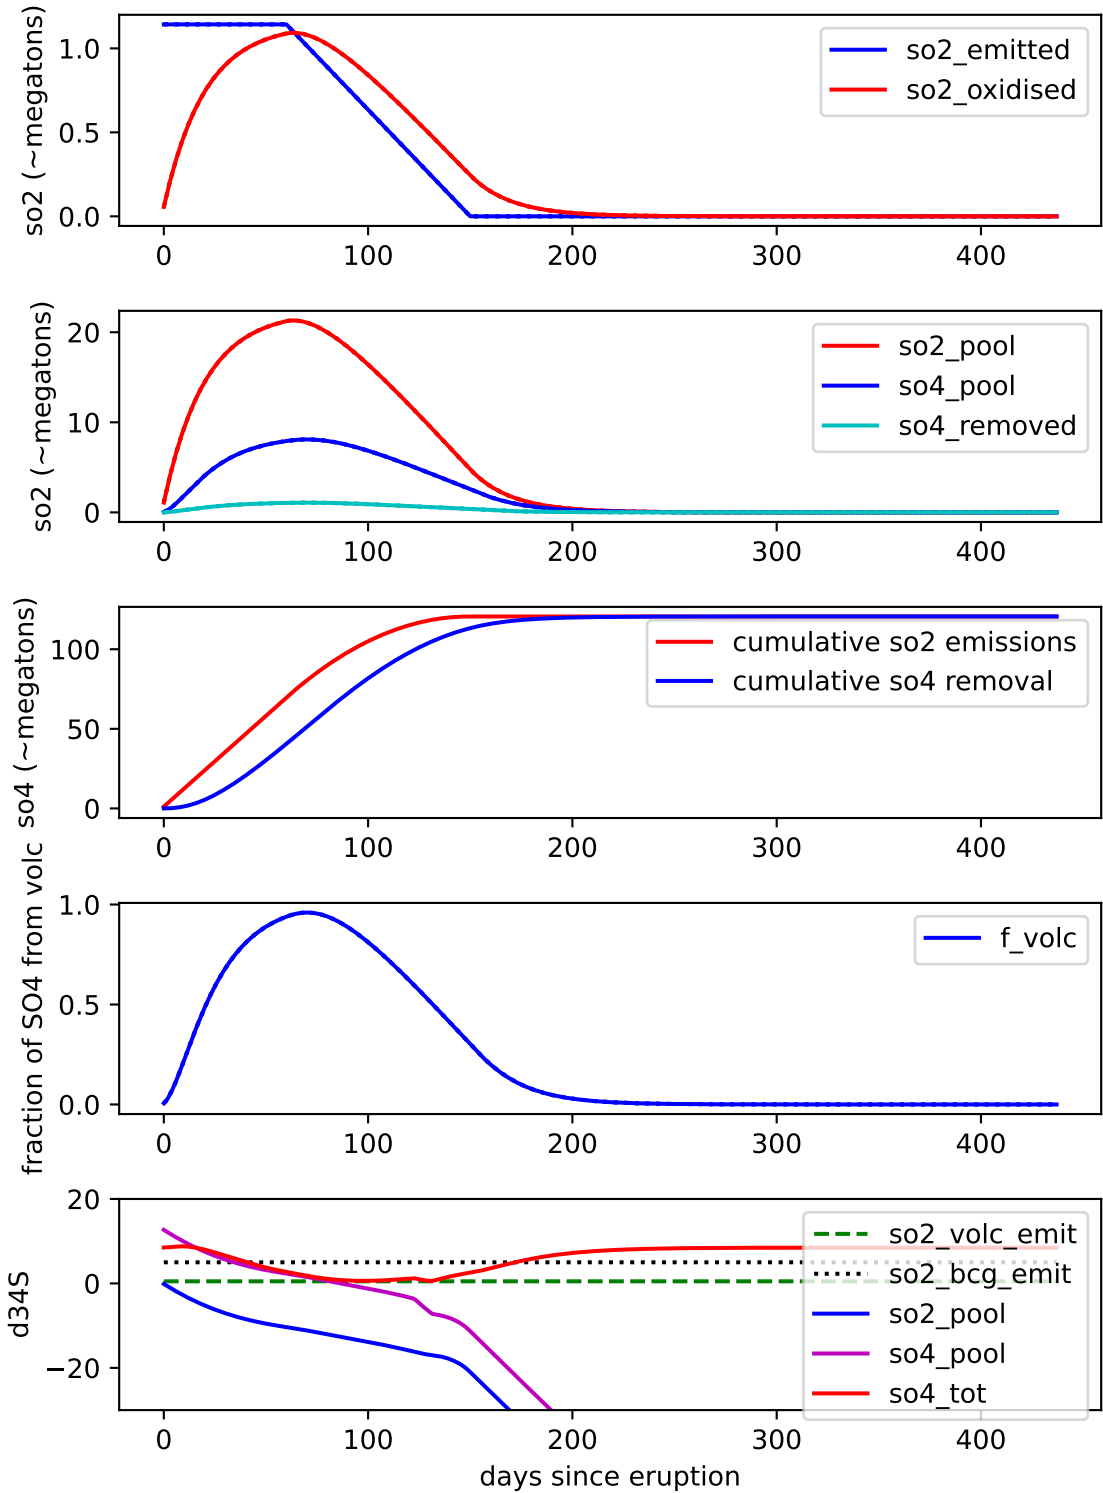 so2 (~megatons)
1.0
0.5
0.0
so2_emitted
so2_oxidised
0 100 200 300 400
so2 (~megatons)
20
10
0
so2_pool
so4_pool
so4_removed
0 100 200 300 400
so4 (~megatons)
100
50
0
cumulative so2 emissions
cumulative so4 removal
0 100 200 300 400
fraction of SO4 from volc
1.0
0.5
0.0
f_volc
0 100 200 300 400
d34S
20
0
−20
so2_volc_emit
so2_bcg_emit
so2_pool
so4_pool
so4_tot
0 100 200 300 400
days since eruption